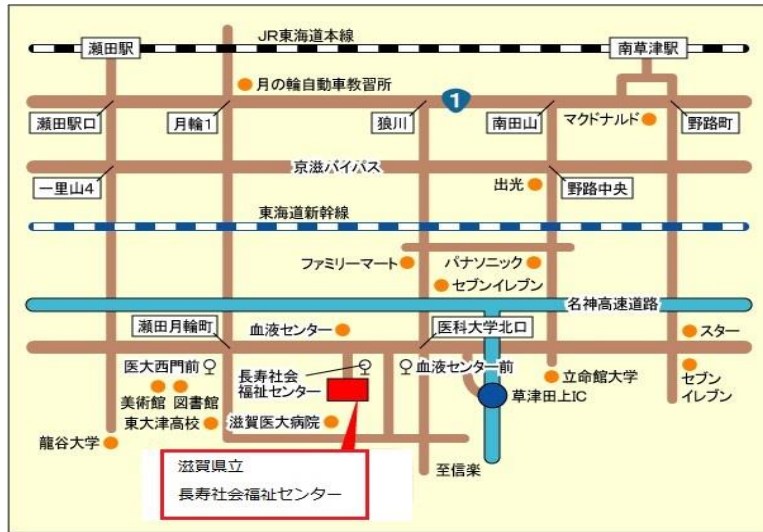 JR東海道本線
瀬田駅
南草津駅
月の輪自動車教習所
1
瀬田駅口
月輪1
狼川
南田山
マクドナルド
野路町
京滋バイパス
一里山4
出光
野路中央
東海道新幹線
ファミリーマート
パナソニック
セブンイレブン
名神高速道路
瀬田月輪町
血液センター
医科大学北口
スター
医大西門前
長寿社会
福祉センター
血液センター前
立命館大学
セブン
イレブン
美術館
図書館
草津田上IC
東大津高校
滋賀医大病院
龍谷大学
至信楽
滋賀県立
長寿社会福祉センター